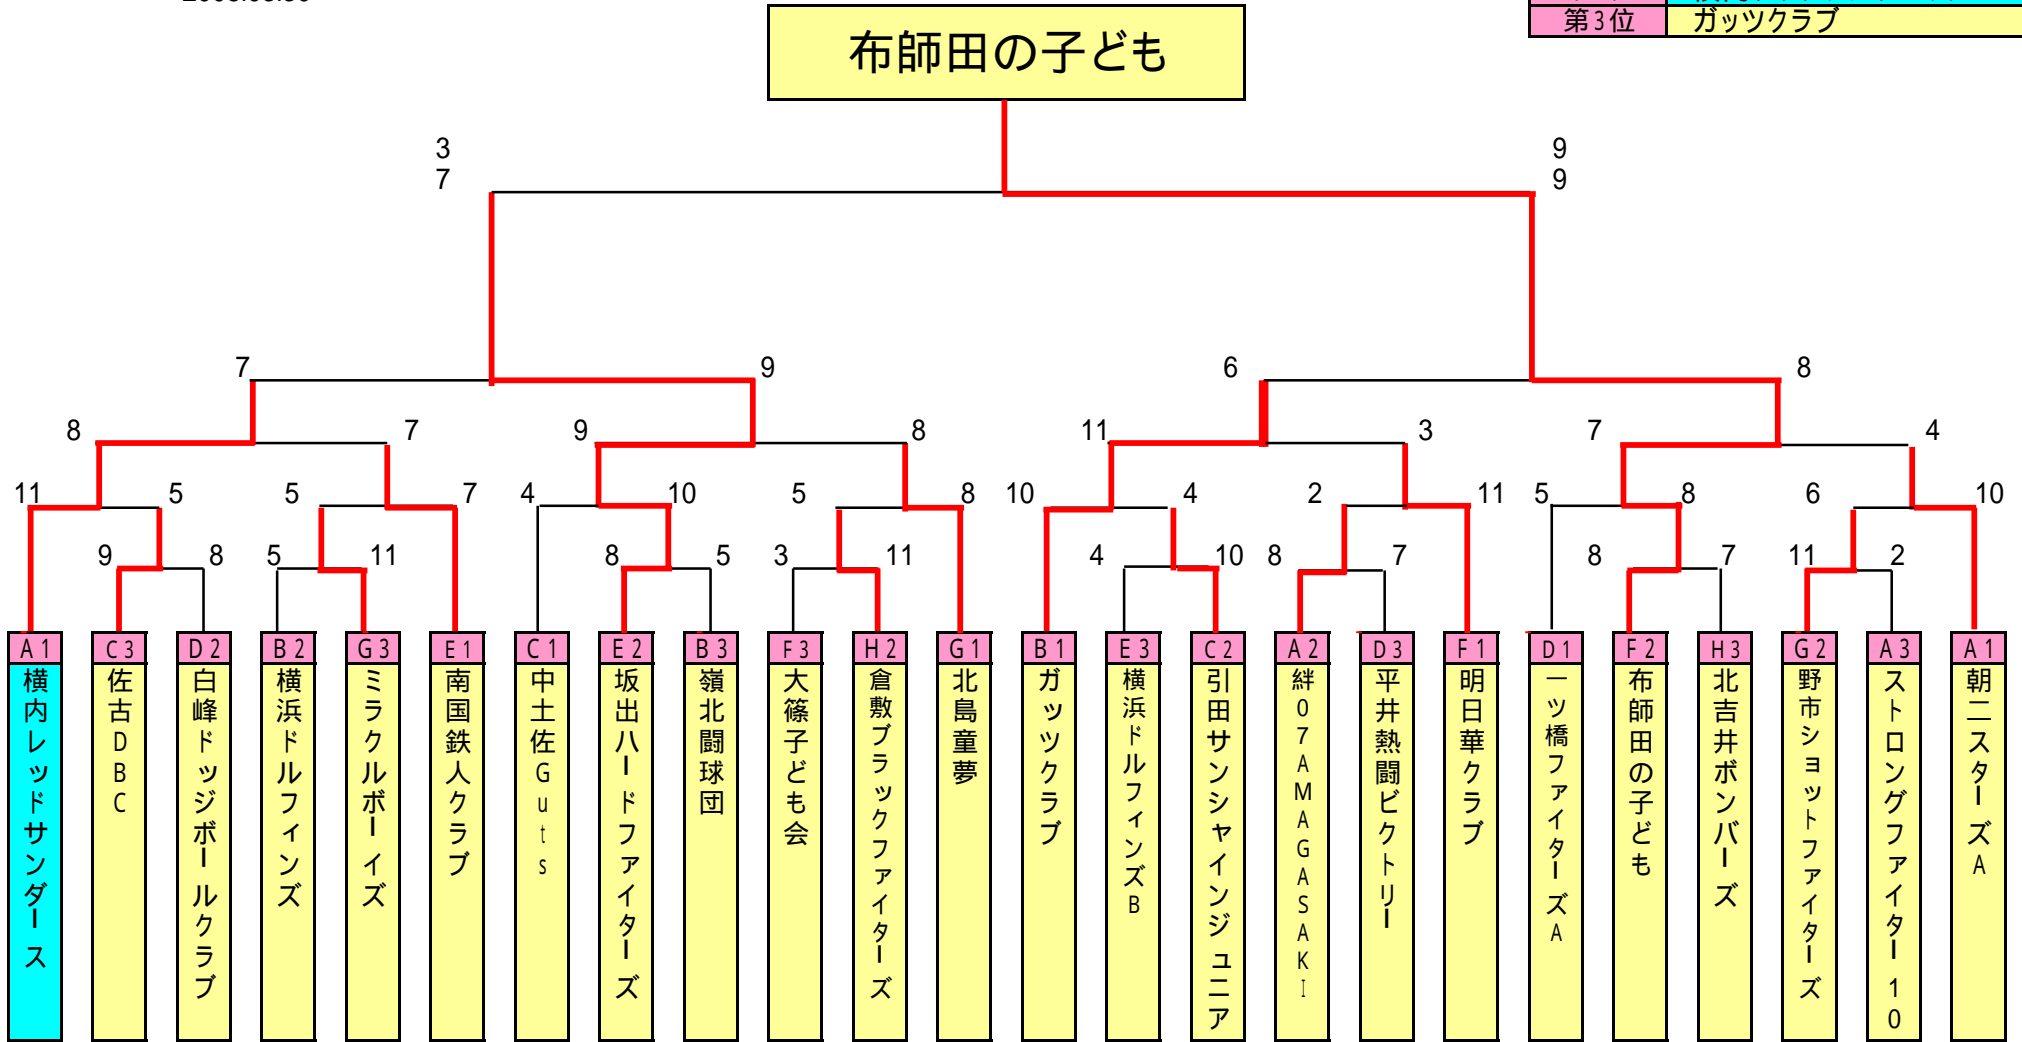 布師田の子ども
第3位 ガッツクラブ
3 9
7 9
7 9 6 8
8 7 9 8 11 3 7 4
11 5 5 7 4 10 5 8 10 4 2 11 5 8 6 10
9 8 5 11 8 5 3 11 4 10 8 7 8 7 11 2
A1 C3 D2 B2 G3 E1 C1 E2 B3 F3 H2 G1 B1 E3 C2 A2 D3 F1 D1 F2 H3 G2 A3 A1
横内レッドサンダース
佐古DBC
白峰ドッジボールクラブ
横浜ドルフィンズ
ミラクルボーイズ
南国鉄人クラブ
中土佐Guts
坂出ハードファイターズ
嶺北闘球団
大篠子ども会
倉敷ブラックファイターズ
北島童夢
ガッツクラブ
横浜ドルフィンズB
引田サンシャインジュニア
絆07AMAGASAKI
平井熱闘ビクトリー
明日華クラブ
一ツ橋ファイターズA
布師田の子ども
北吉井ボンバーズ
野市ショットファイターズ
ストロングファイター10
朝二スターズA